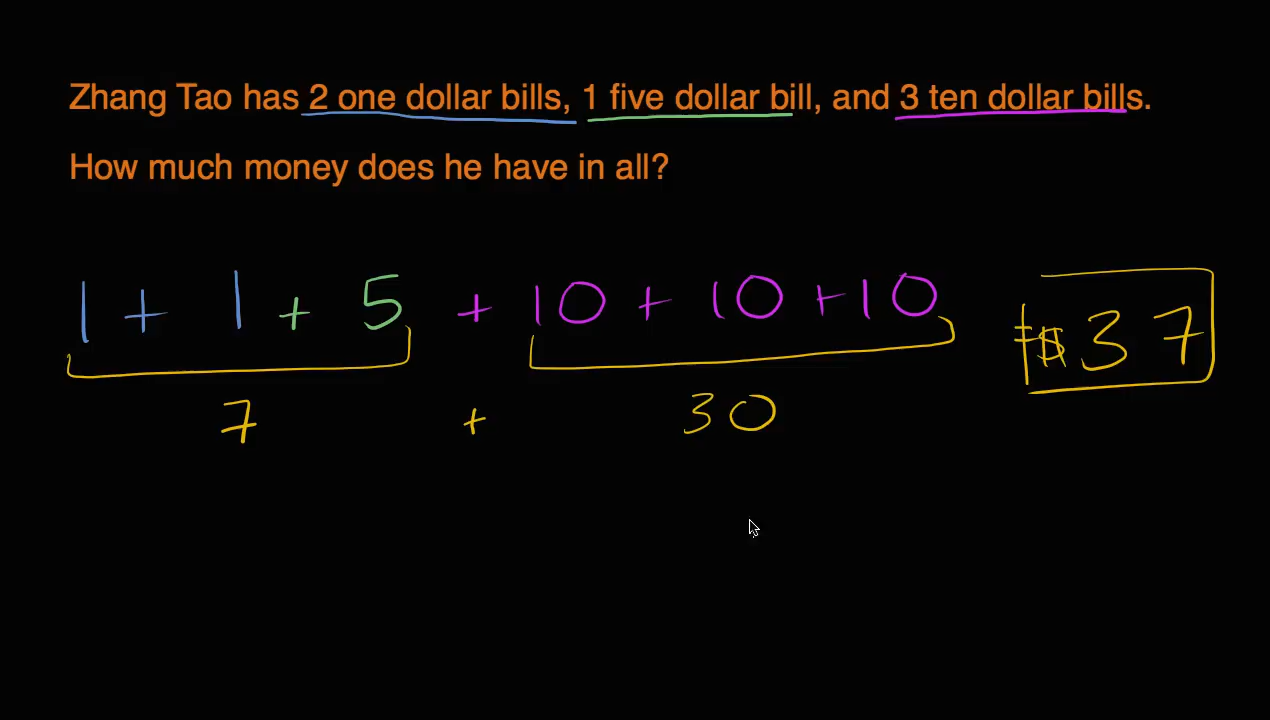 Zhang Tao has 2 one dollar bills, 1 five dollar bill, and 3 ten dollar bills.
How much money does he have in all?
1 + 1 + 5 + 10 + 10 + 10
$37
7 + 30